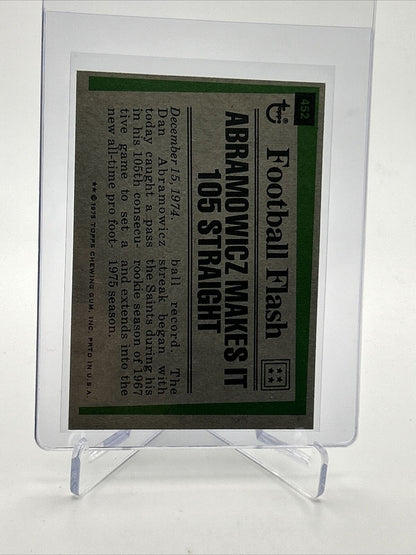 452
topps
Football Flash
ABRAMOWICZ MAKES IT
105 STRAIGHT
December 15, 1974.
Dan Abramowicz
today caught a pass
in his 105th consecu-
tive game to set a
new all-time pro foot-
ball record. The
streak began with
the Saints during his
rookie season of 1967
and extends into the
1975 season.
★★ © 1975 TOPPS CHEWING GUM, INC. PRTD IN U.S.A.